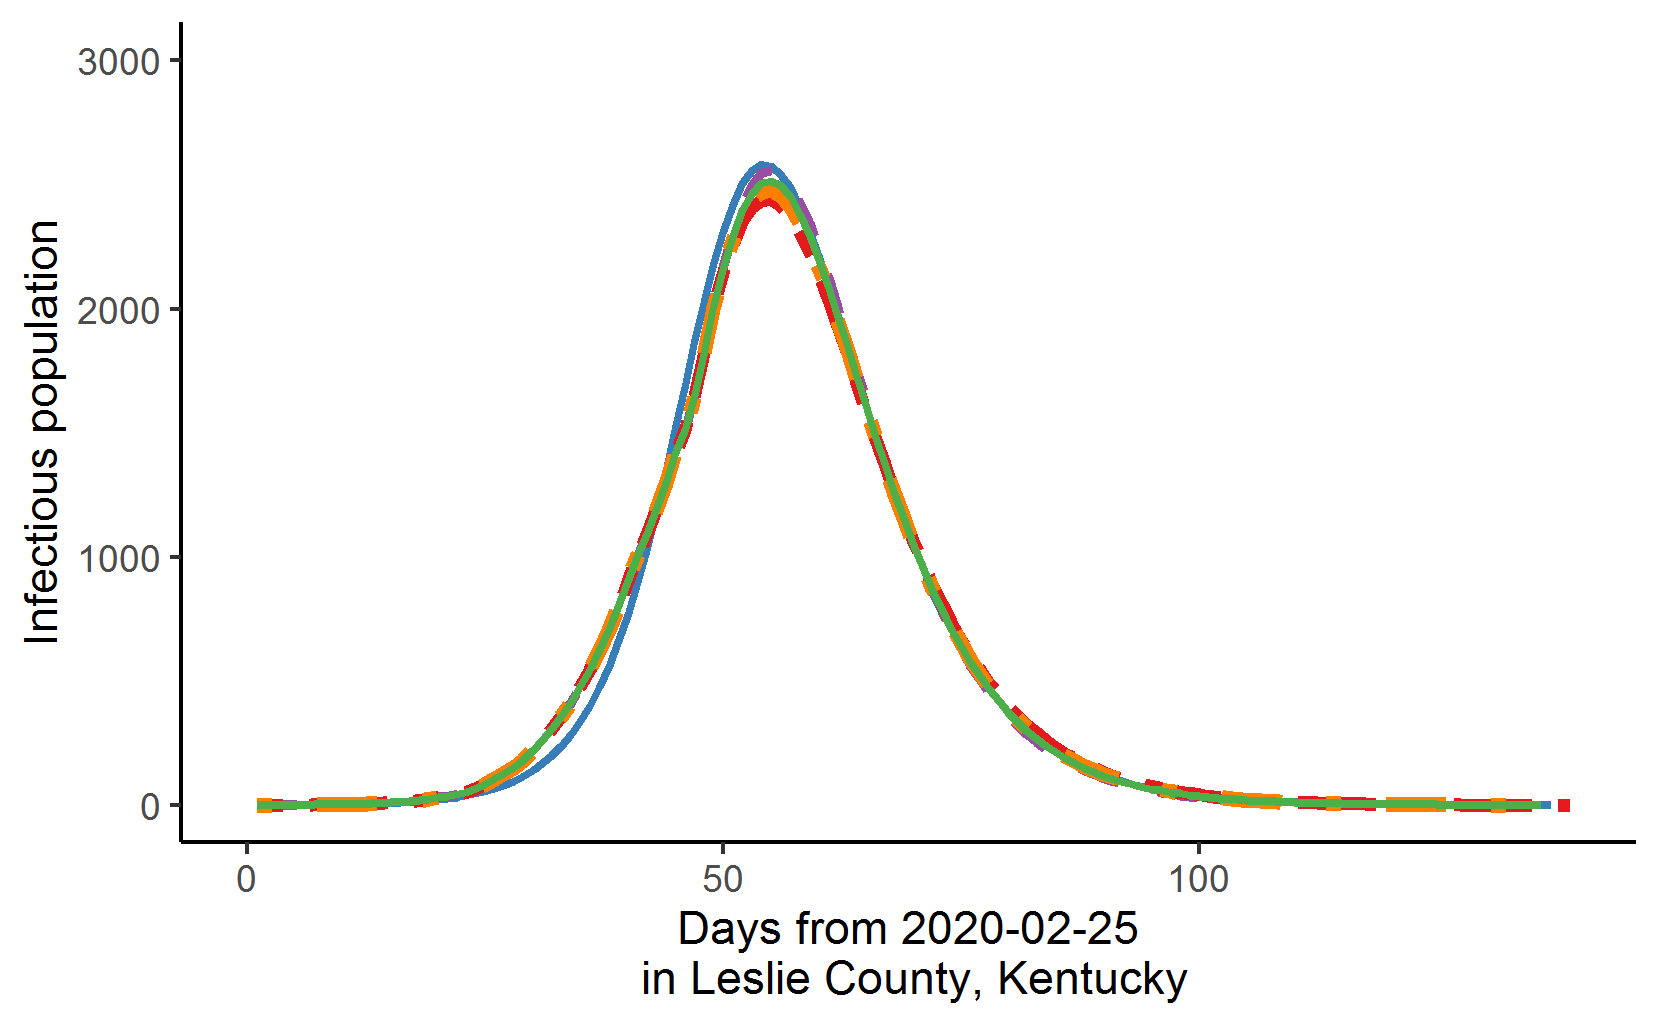 3000
2000
1000
0
Infectious population
0 50 100
Days from 2020-02-25
in Leslie County, Kentucky